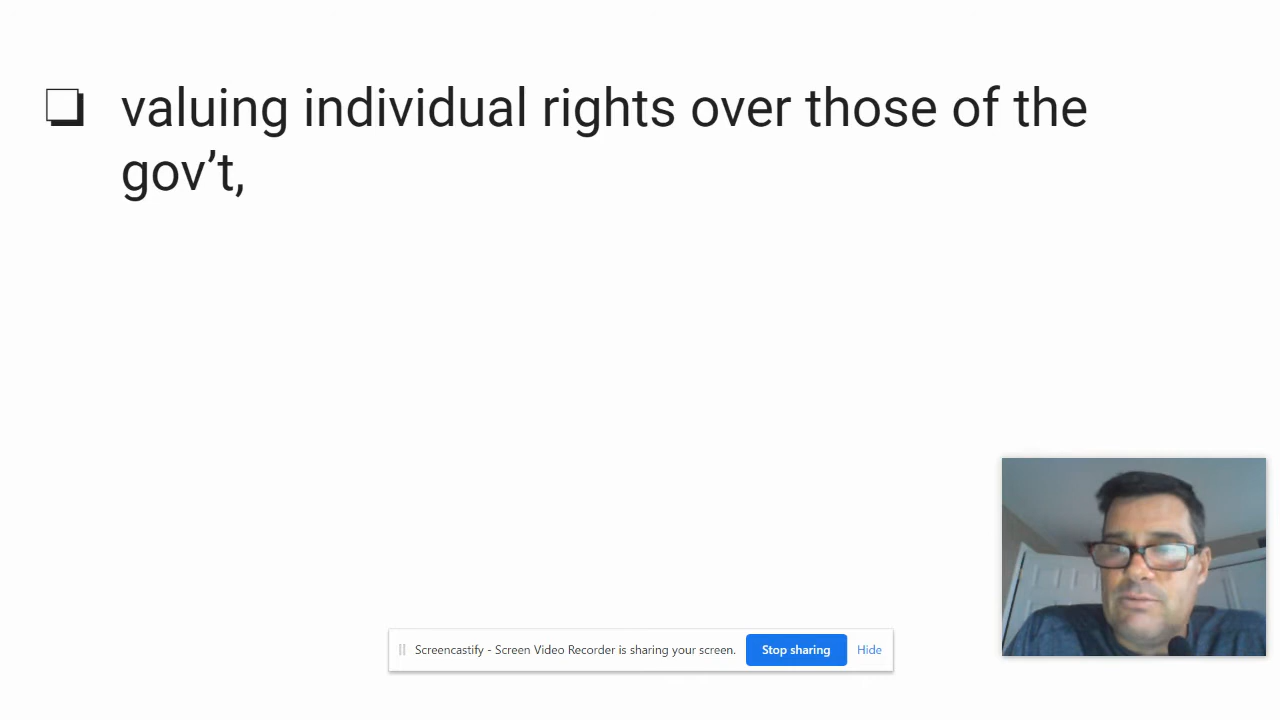 ❏ valuing individual rights over those of the
gov’t,
Screencastify - Screen Video Recorder is sharing your screen. Stop sharing Hide